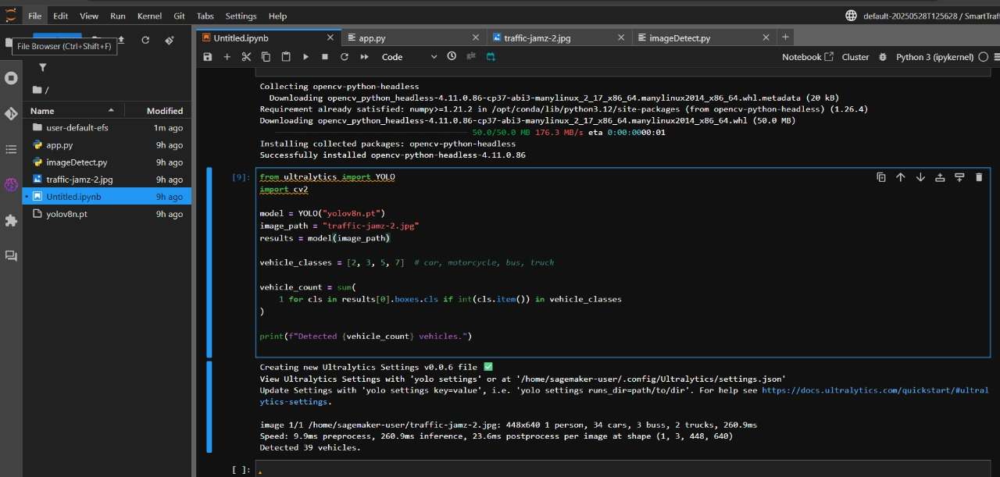 File Edit View Run Kernel Git Tabs Settings Help
default-20250528T125628 / SmartTraf
File Browser (Ctrl+Shift+F)
/
Name Modified
user-default-efs 1m ago
app.py 9h ago
imageDetect.py 9h ago
traffic-jamz-2.jpg 9h ago
Untitled.ipynb 9h ago
yolov8n.pt 9h ago
Untitled.ipynb app.py traffic-jamz-2.jpg imageDetect.py
Code git Notebook Cluster Python 3 (ipykernel)
Collecting opencv-python-headless
Downloading opencv_python_headless-4.11.0.86-cp37-abi3-manylinux_2_17_x86_64.manylinux2014_x86_64.whl.metadata (20 kB)
Requirement already satisfied: numpy>=1.21.2 in /opt/conda/lib/python3.12/site-packages (from opencv-python-headless) (1.26.4)
Downloading opencv_python_headless-4.11.0.86-cp37-abi3-manylinux_2_17_x86_64.manylinux2014_x86_64.whl (50.0 MB)
50.0/50.0 MB 176.3 MB/s eta 0:00:0000:01
Installing collected packages: opencv-python-headless
Successfully installed opencv-python-headless-4.11.0.86
[9]: from ultralytics import YOLO
import cv2
model = YOLO("yolov8n.pt")
image_path = "traffic-jamz-2.jpg"
results = model(image_path)
vehicle_classes = [2, 3, 5, 7] # car, motorcycle, bus, truck
vehicle_count = sum(
1 for cls in results[0].boxes.cls if int(cls.item()) in vehicle_classes
)
print(f"Detected {vehicle_count} vehicles.")
Creating new Ultralytics Settings v0.0.6 file ✅
View Ultralytics Settings with 'yolo settings' or at '/home/sagemaker-user/.config/Ultralytics/settings.json'
Update Settings with 'yolo settings key=value', i.e. 'yolo settings runs_dir=path/to/dir'. For help see https://docs.ultralytics.com/quickstart/#ultral
ytics-settings.
image 1/1 /home/sagemaker-user/traffic-jamz-2.jpg: 448x640 1 person, 34 cars, 3 buss, 2 trucks, 260.9ms
Speed: 9.9ms preprocess, 260.9ms inference, 23.6ms postprocess per image at shape (1, 3, 448, 640)
Detected 39 vehicles.
[ ]: